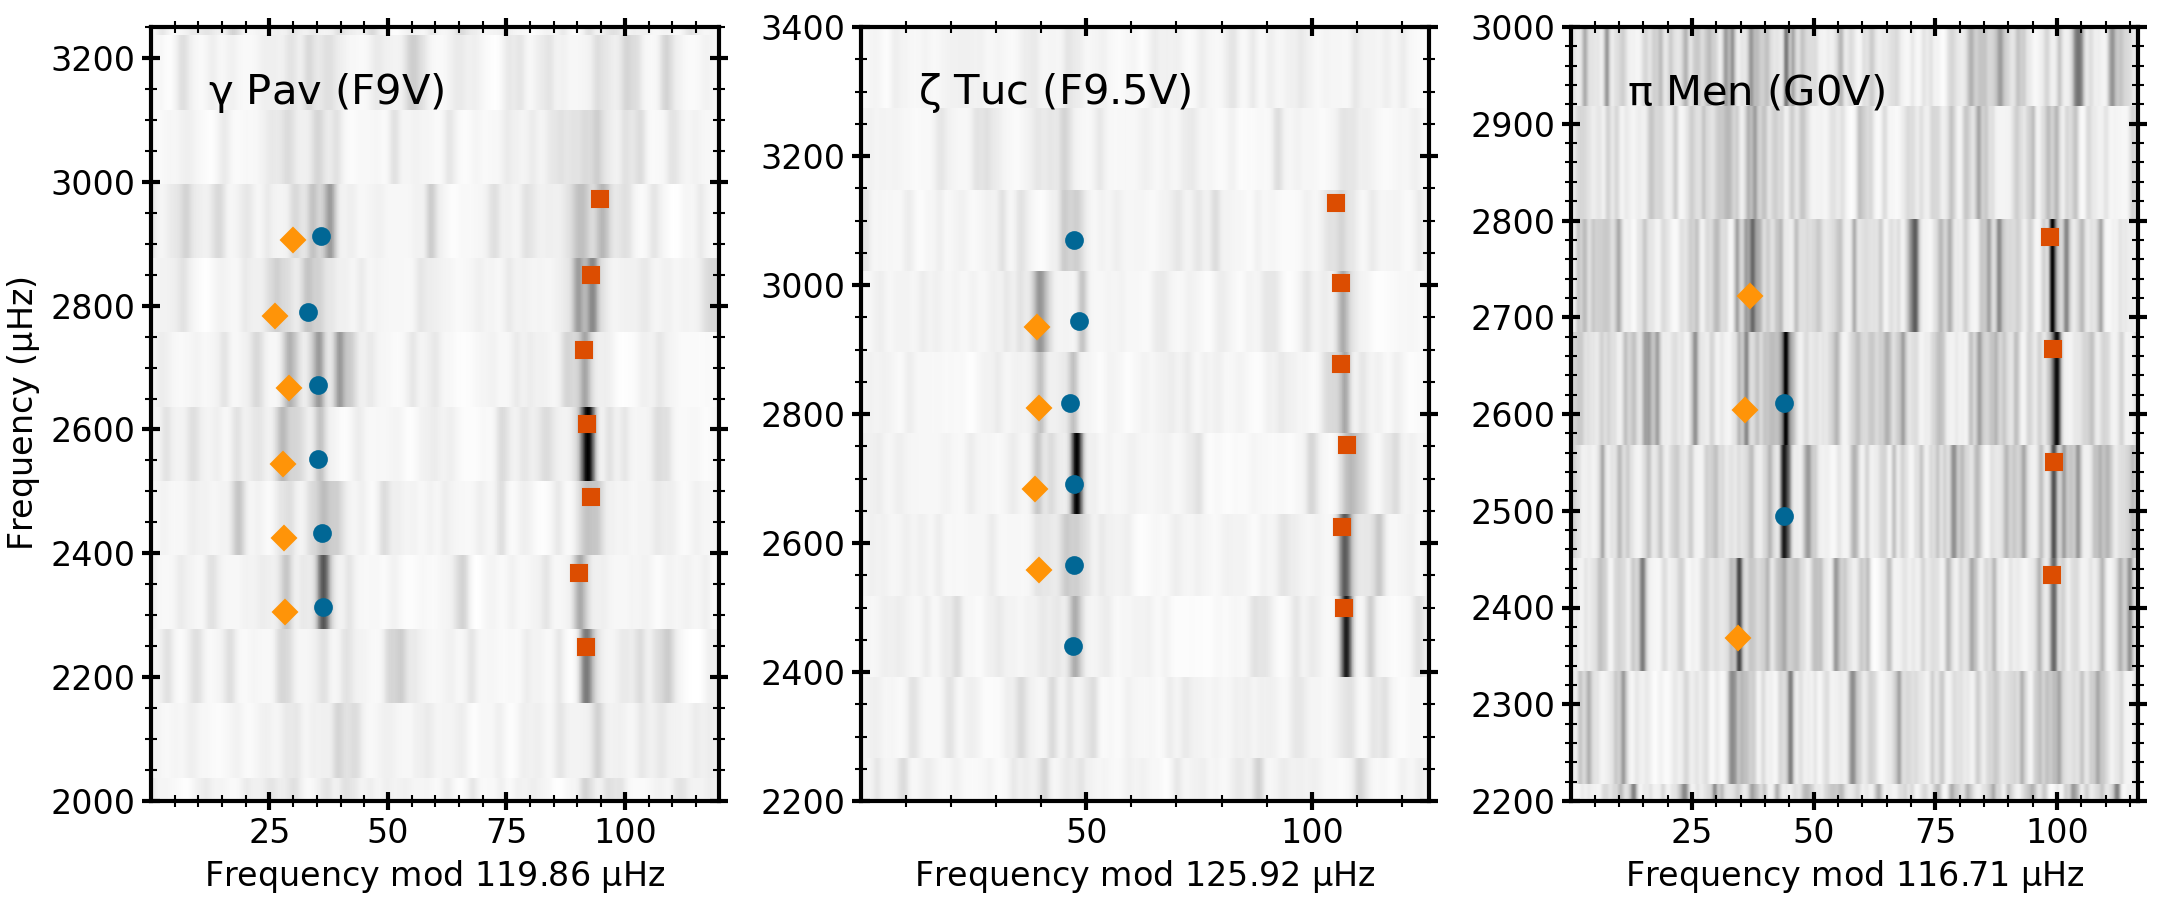 γ Pav (F9V)
3200
3000
2800
2600
2400
2200
2000
Frequency (μHz)
25 50 75 100
Frequency mod 119.86 μHz
ζ Tuc (F9.5V)
3400
3200
3000
2800
2600
2400
2200
50 100
Frequency mod 125.92 μHz
π Men (G0V)
3000
2900
2800
2700
2600
2500
2400
2300
2200
25 50 75 100
Frequency mod 116.71 μHz